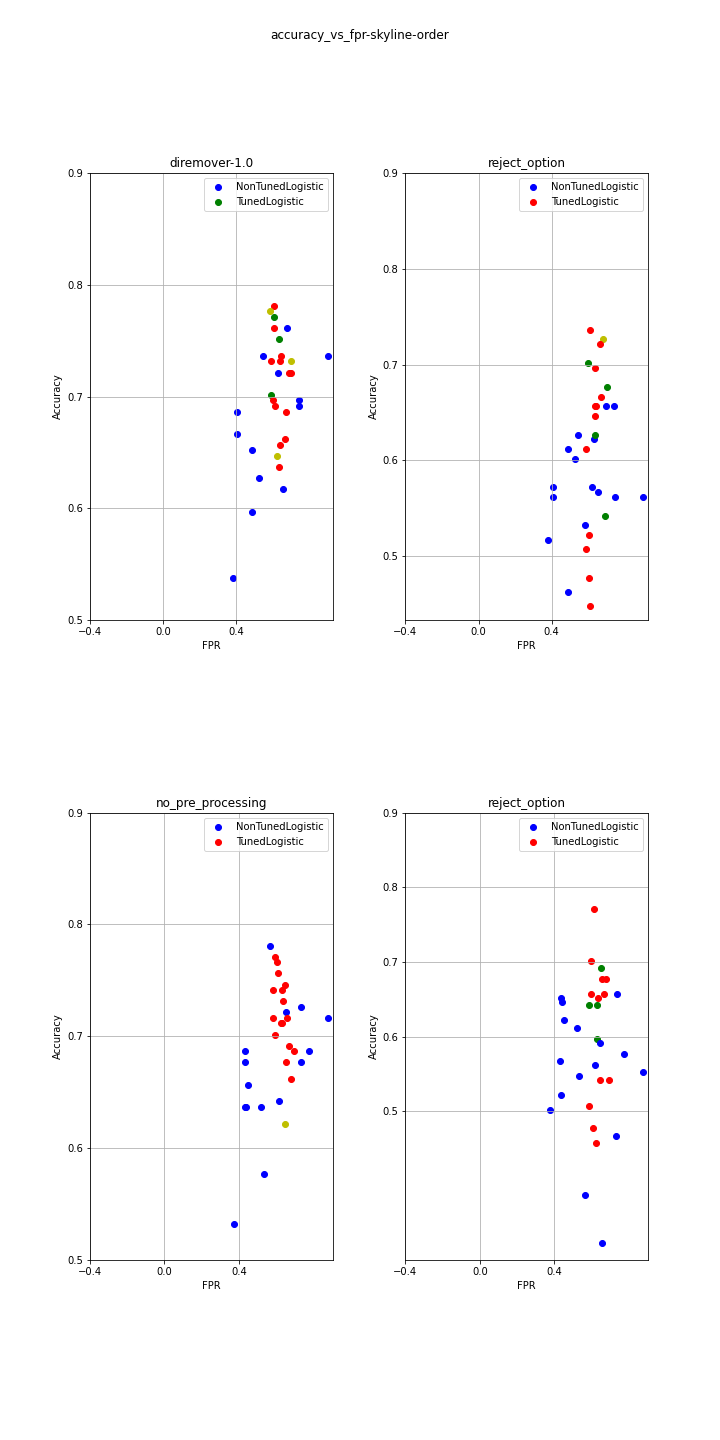 accuracy_vs_fpr-skyline-order
diremover-1.0
reject_option
NonTunedLogistic
TunedLogistic
NonTunedLogistic
TunedLogistic
0.9
0.8
0.7
0.6
0.5
Accuracy
−0.4 0.0 0.4
FPR
0.9
0.8
0.7
0.6
0.5
Accuracy
−0.4 0.0 0.4
FPR
no_pre_processing
reject_option
NonTunedLogistic
TunedLogistic
NonTunedLogistic
TunedLogistic
0.9
0.8
0.7
0.6
0.5
Accuracy
−0.4 0.0 0.4
FPR
0.9
0.8
0.7
0.6
0.5
Accuracy
−0.4 0.0 0.4
FPR